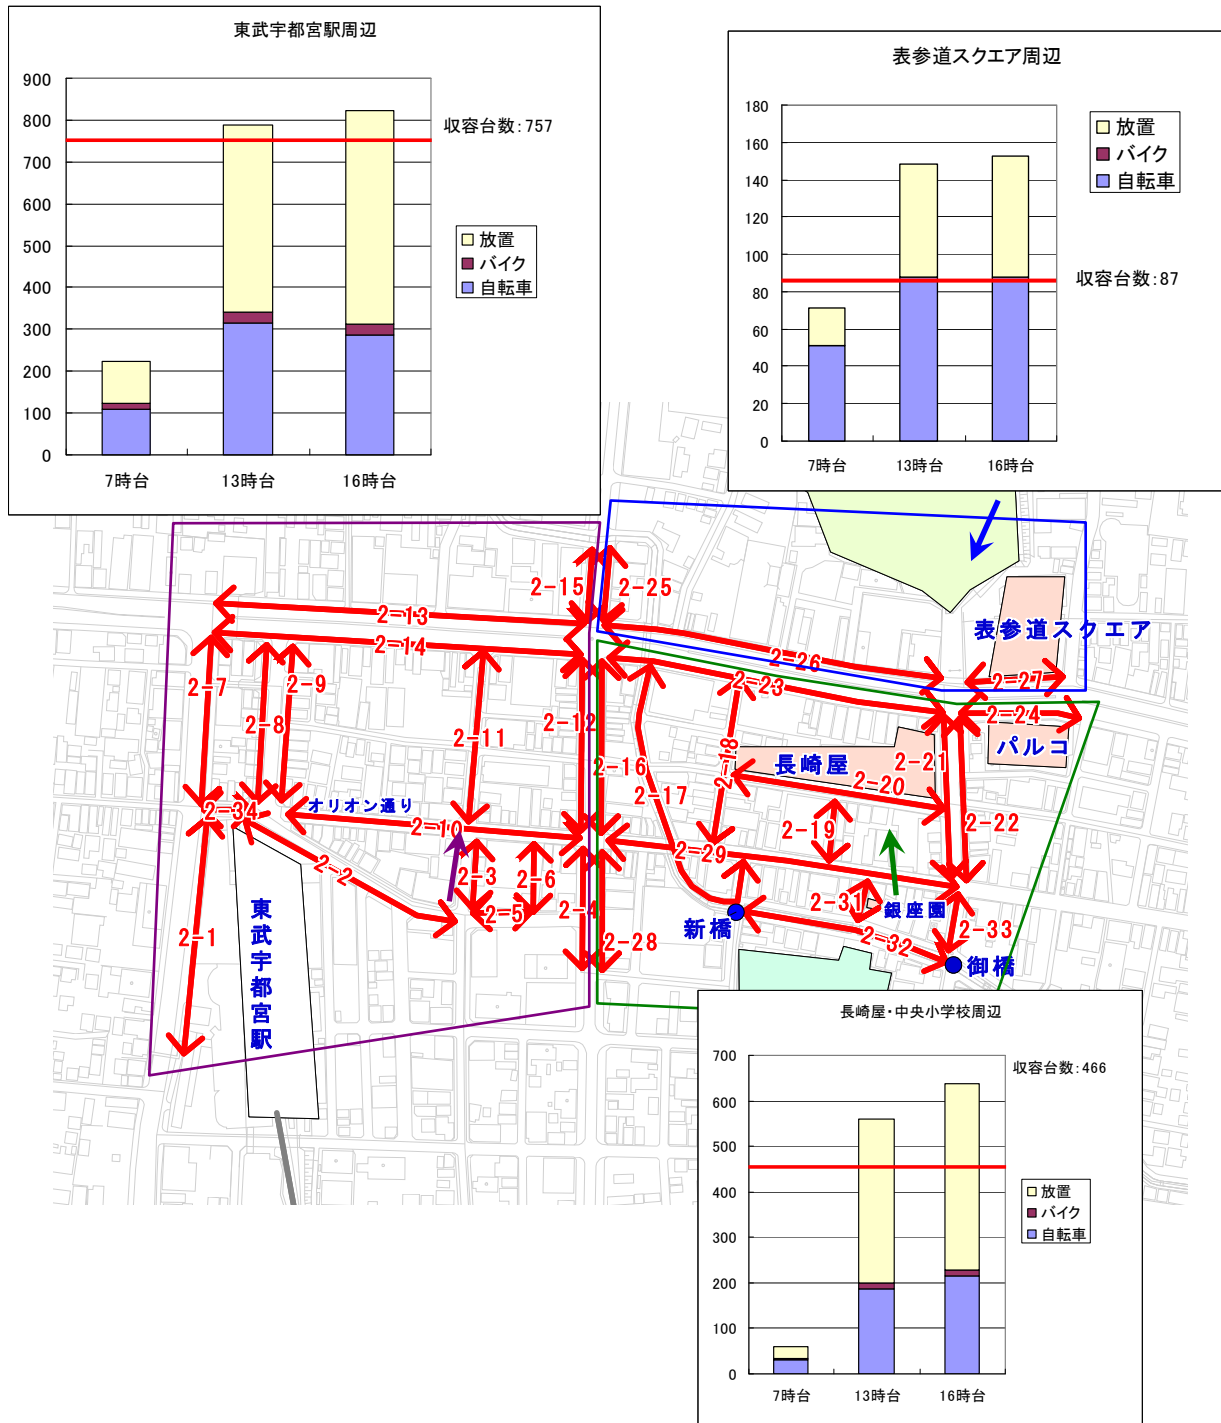 東武宇都宮駅周辺
900
800
700
600
500
400
300
200
100
0
7時台
13時台
16時台
収容台数:757
放置
バイク
自転車
表参道スクエア周辺
180
160
140
120
100
80
60
40
20
0
7時台
13時台
16時台
収容台数:87
放置
バイク
自転車
2-15
2-25
2-13
2-14
表参道スクエア
2-26
2-27
2-7
2-9
2-23
2-8
2-12
2-24
2-11
2-18
パルコ
2-16
長崎屋
2-21
2-20
2-17
2-34
オリオン通り
2-10
2-22
2-19
2-29
2-2
2-3
2-6
2-5
2-4
2-31
銀座園
2-1
新橋
2-33
2-28
2-32
御橋
東武宇都宮駅
長崎屋・中央小学校周辺
700
600
500
400
300
200
100
0
7時台
13時台
16時台
収容台数:466
放置
バイク
自転車